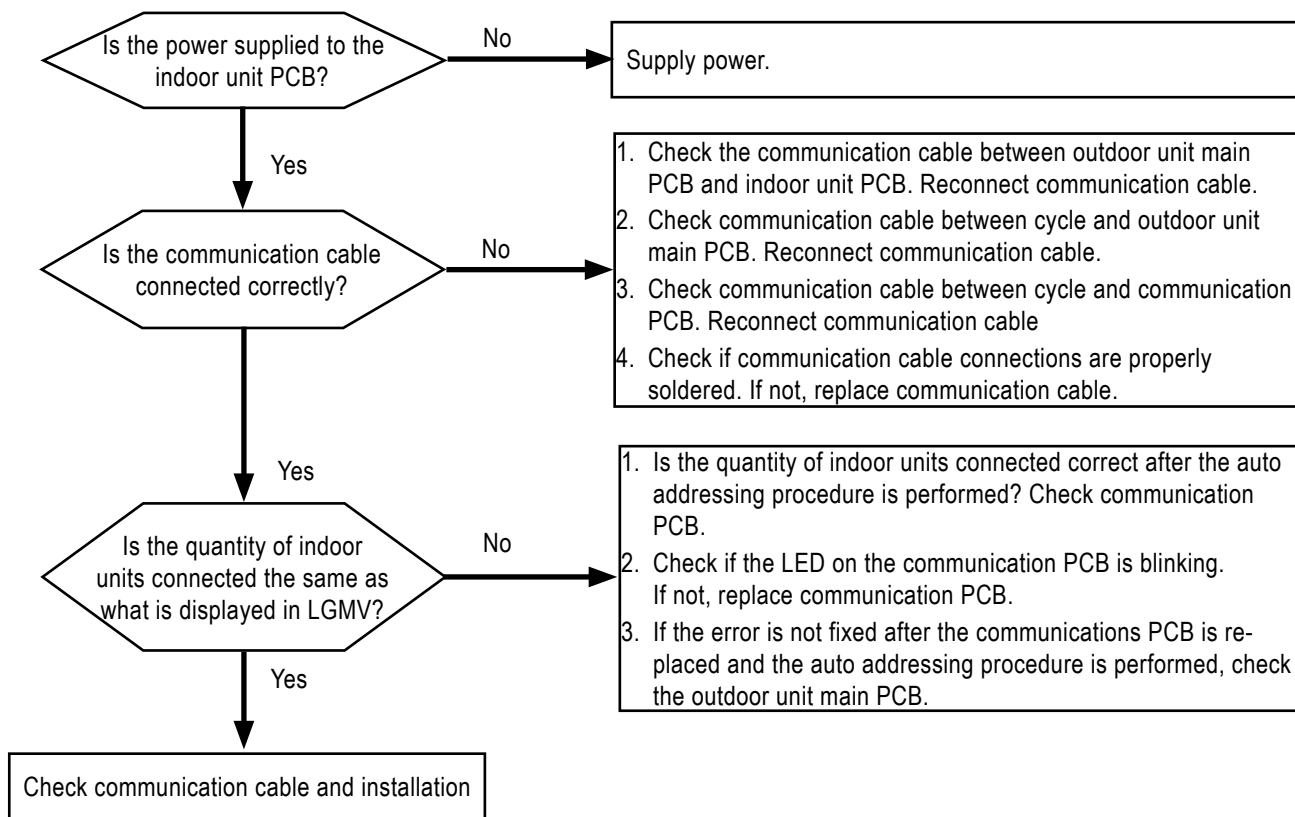 Is the power supplied to the
indoor unit PCB?
No
Supply power.
Yes
Is the communication cable
connected correctly?
No
1. Check the communication cable between outdoor unit main
PCB and indoor unit PCB. Reconnect communication cable.
2. Check communication cable between cycle and outdoor unit
main PCB. Reconnect communication cable.
3. Check communication cable between cycle and communication
PCB. Reconnect communication cable
4. Check if communication cable connections are properly
soldered. If not, replace communication cable.
Yes
Is the quantity of indoor
units connected the same as
what is displayed in LGMV?
No
1. Is the quantity of indoor units connected correct after the auto
addressing procedure is performed? Check communication
PCB.
2. Check if the LED on the communication PCB is blinking.
If not, replace communication PCB.
3. If the error is not fixed after the communications PCB is re-
placed and the auto addressing procedure is performed, check
the outdoor unit main PCB.
Yes
Check communication cable and installation